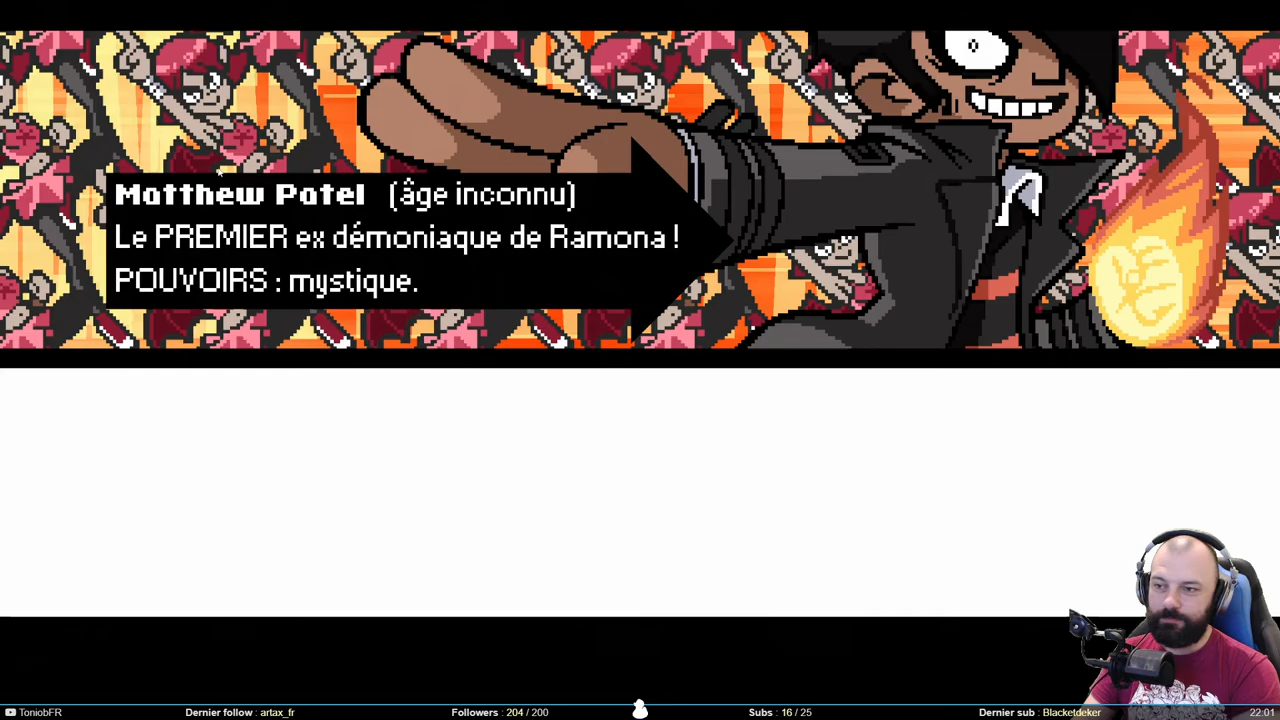 Matthew Patel (âge inconnu)
Le PREMIER ex démoniaque de Ramona !
POUVOIRS : mystique.
ToniobFR Dernier follow : artax_fr Followers : 204 / 200 Subs : 16 / 25 Dernier sub : Blacketdeker 22:01